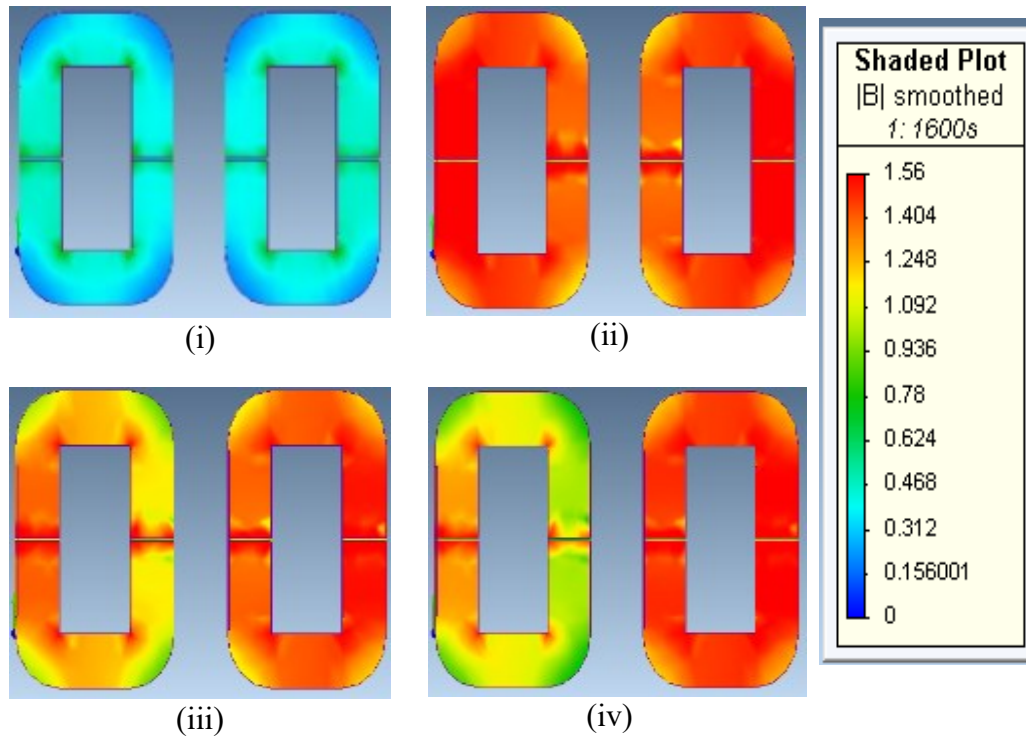 (i)
(ii)
(iii)
(iv)
Shaded Plot
|B| smoothed
1: 1600s
1.56
1.404
1.248
1.092
0.936
0.78
0.624
0.468
0.312
0.156001
0